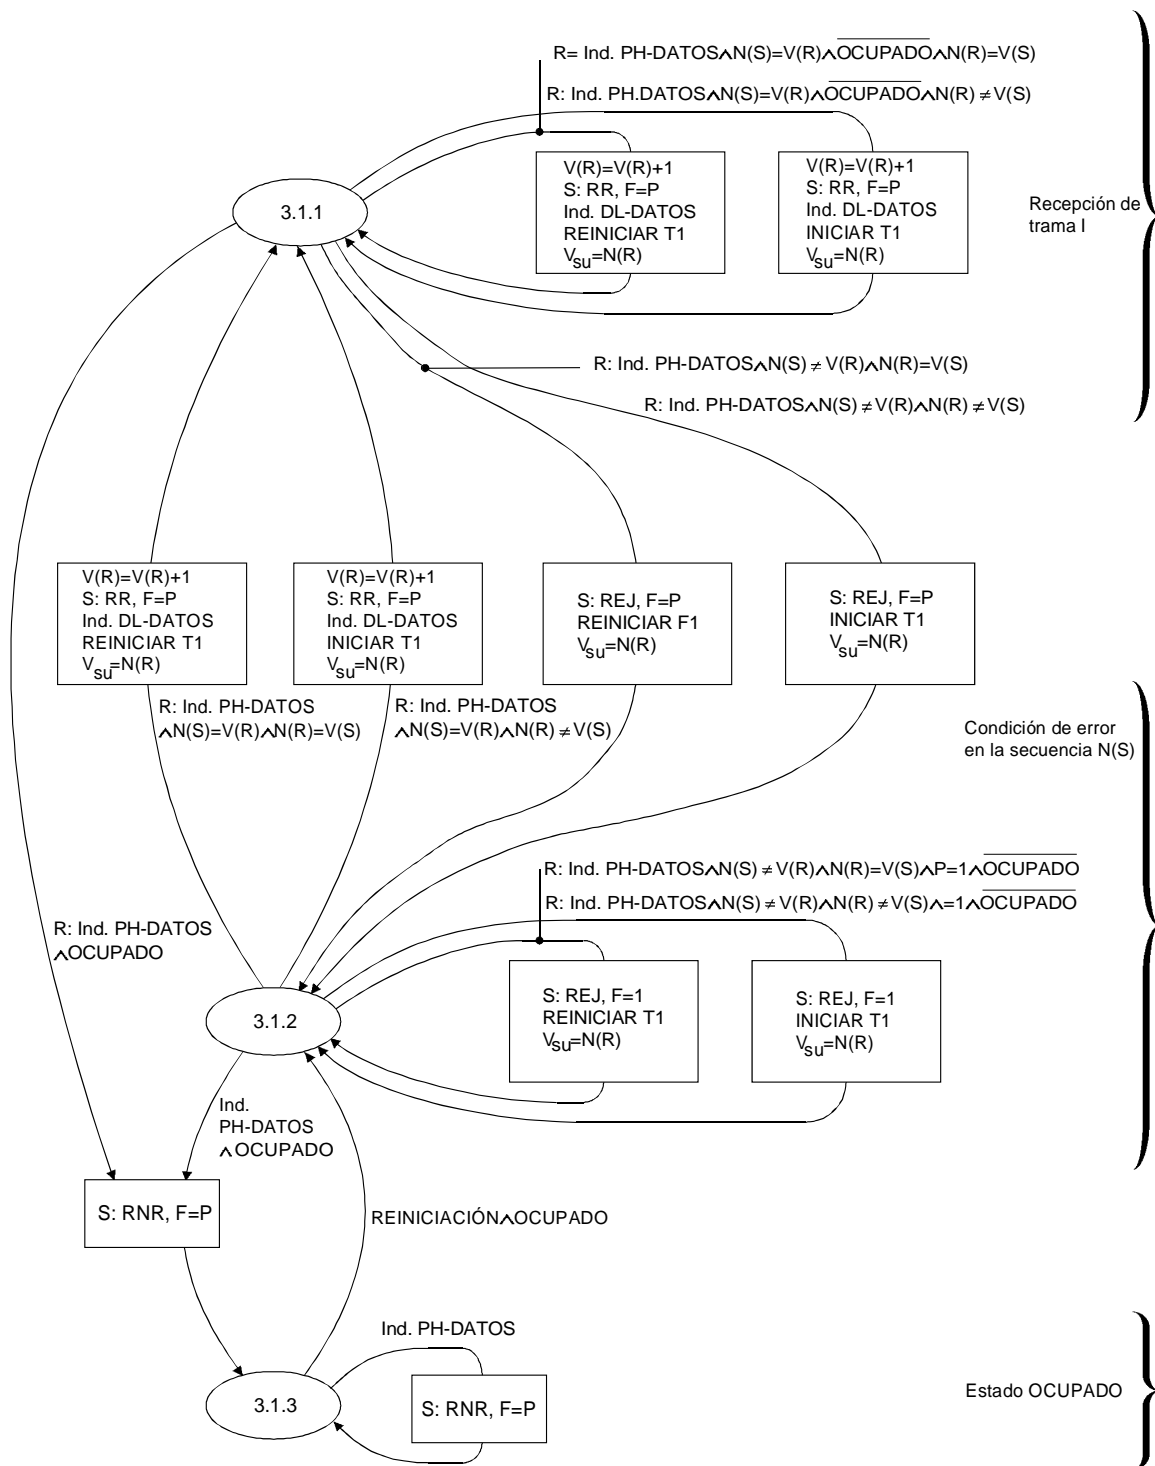 R= Ind. PH-DATOS∧N(S)=V(R)∧OCUPADO∧N(R)=V(S)
R: Ind. PH.DATOS∧N(S)=V(R)∧OCUPADO∧N(R) ≠ V(S)
V(R)=V(R)+1
S: RR, F=P
Ind. DL-DATOS
REINICIAR T1
Vsu=N(R)
V(R)=V(R)+1
S: RR, F=P
Ind. DL-DATOS
INICIAR T1
Vsu=N(R)
3.1.1
Recepción de
trama I
R: Ind. PH-DATOS∧N(S) ≠ V(R)∧N(R)=V(S)
R: Ind. PH-DATOS∧N(S) ≠ V(R)∧N(R) ≠ V(S)
V(R)=V(R)+1
S: RR, F=P
Ind. DL-DATOS
REINICIAR T1
Vsu=N(R)
V(R)=V(R)+1
S: RR, F=P
Ind. DL-DATOS
INICIAR T1
Vsu=N(R)
S: REJ, F=P
REINICIAR F1
Vsu=N(R)
S: REJ, F=P
INICIAR T1
Vsu=N(R)
R: Ind. PH-DATOS
∧N(S)=V(R)∧N(R)=V(S)
R: Ind. PH-DATOS
∧N(S)=V(R)∧N(R) ≠ V(S)
Condición de error
en la secuencia N(S)
R: Ind. PH-DATOS∧N(S) ≠ V(R)∧N(R)=V(S)∧P=1∧OCUPADO
R: Ind. PH-DATOS∧N(S) ≠ V(R)∧N(R) ≠ V(S)∧=1∧OCUPADO
R: Ind. PH-DATOS
∧OCUPADO
S: REJ, F=1
REINICIAR T1
Vsu=N(R)
S: REJ, F=1
INICIAR T1
Vsu=N(R)
3.1.2
Ind.
PH-DATOS
∧OCUPADO
S: RNR, F=P
REINICIACIÓN∧OCUPADO
Ind. PH-DATOS
3.1.3
S: RNR, F=P
Estado OCUPADO